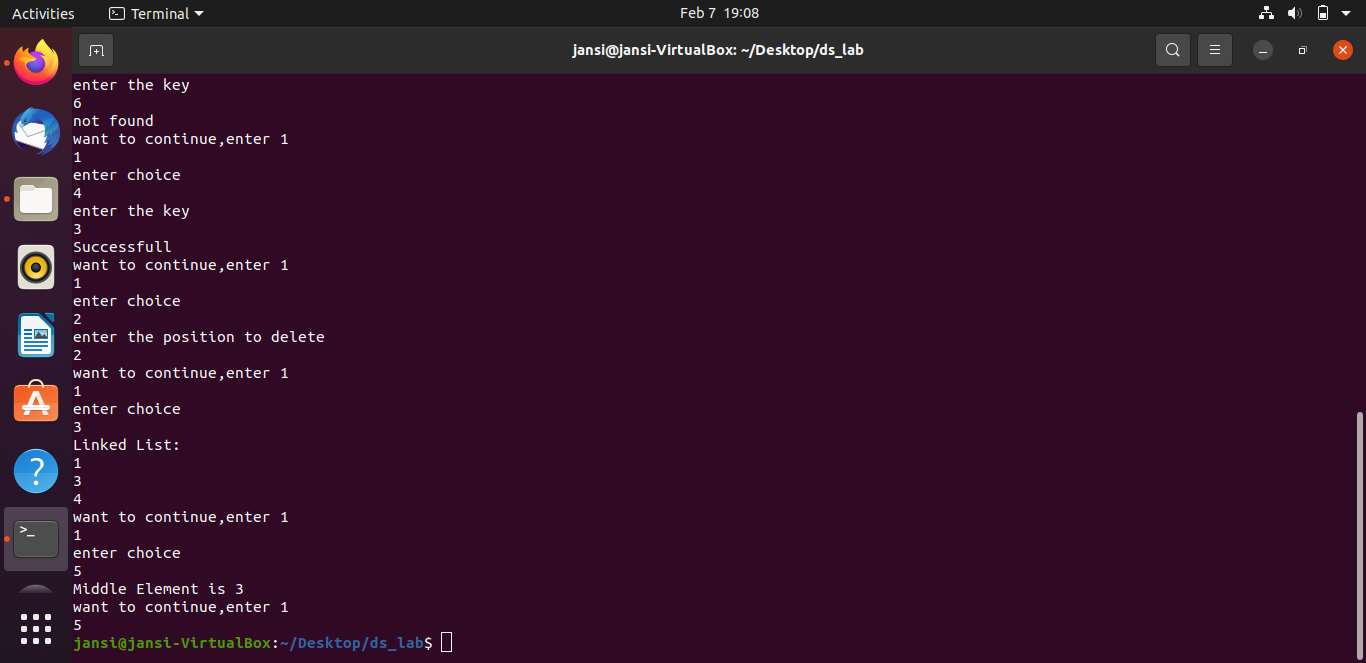 Activities
Terminal
Feb 7 19:08
jansi@jansi-VirtualBox: ~/Desktop/ds_lab
enter the key
6
not found
want to continue,enter 1
1
enter choice
4
enter the key
3
Successfull
want to continue,enter 1
1
enter choice
2
enter the position to delete
2
want to continue,enter 1
1
enter choice
3
Linked List:
1
3
4
want to continue,enter 1
1
enter choice
5
Middle Element is 3
want to continue,enter 1
5
jansi@jansi-VirtualBox:~/Desktop/ds_lab$